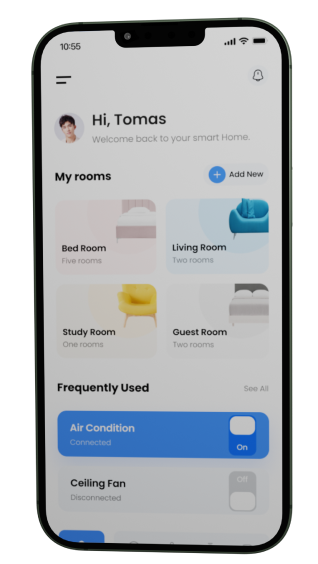 10:55
Hi, Tomas
Welcome back to your smart Home.
My rooms
Add New
Bed Room
Five rooms
Living Room
Two rooms
Study Room
One rooms
Guest Room
Two rooms
Frequently Used
See All
Air Condition
Connected
On
Ceiling Fan
Disconnected
Off